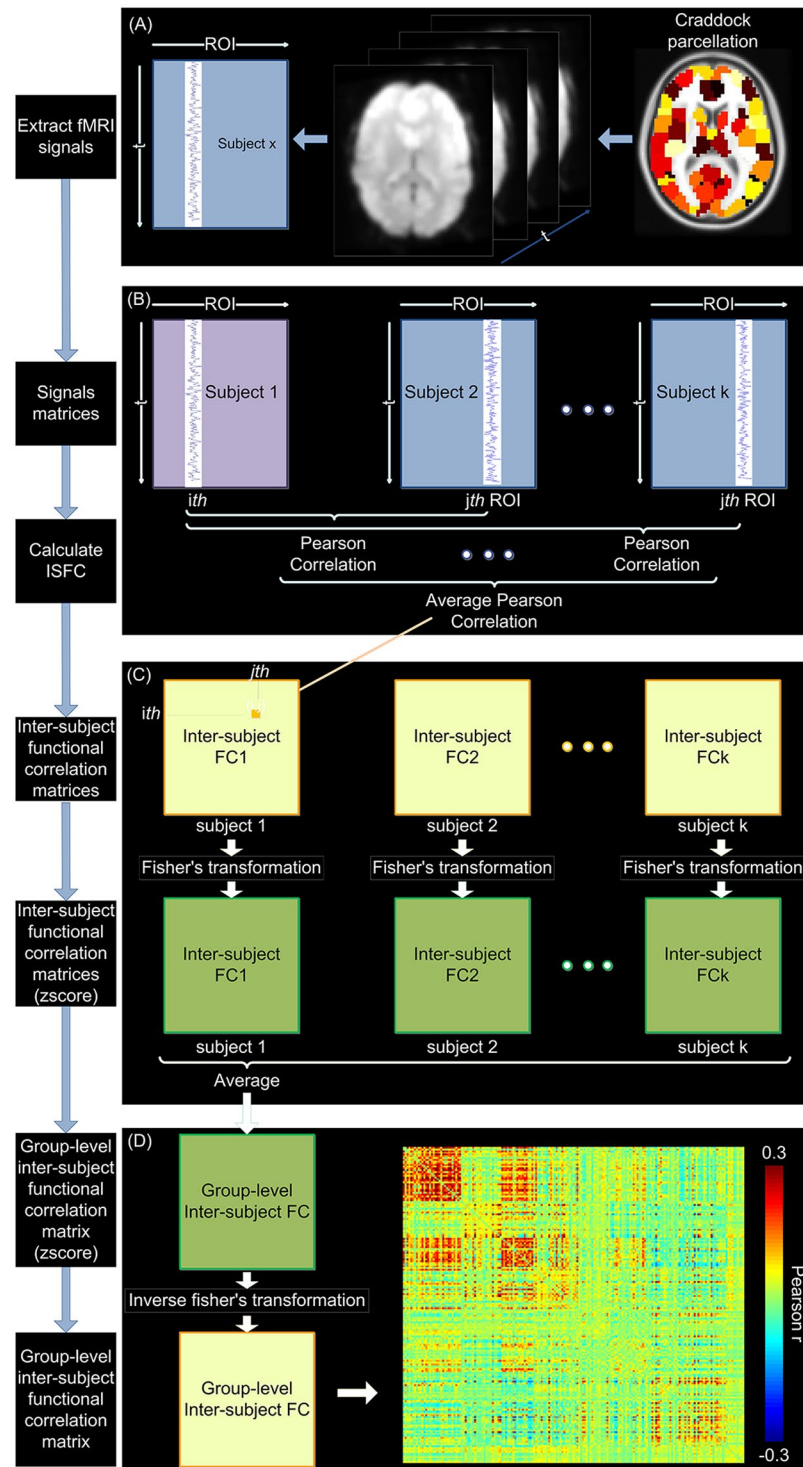 Extract fMRI
signals
Signals
matrices
Calculate
ISFC
Inter-subject
functional
correlation
matrices
Inter-subject
functional
correlation
matrices
(zscore)
Group-level
inter-subject
functional
correlation
matrix
(zscore)
Group-level
inter-subject
functional
correlation
matrix
(A)
ROI
t
Subject x
t
Craddock
parcellation
(B)
ROI
ROI
ROI
t
Subject 1
t
Subject 2
t
Subject k
ith
jth ROI
jth ROI
Pearson
Correlation
Pearson
Correlation
Average Pearson
Correlation
(C)
jth
ith
Inter-subject
FC1
Inter-subject
FC2
Inter-subject
FCk
subject 1
subject 2
subject k
Fisher's transformation
Fisher's transformation
Fisher's transformation
Inter-subject
FC1
Inter-subject
FC2
Inter-subject
FCk
subject 1
subject 2
subject k
Average
(D)
Group-level
Inter-subject FC
Inverse fisher's transformation
Group-level
Inter-subject FC
0.3
Pearson r
-0.3